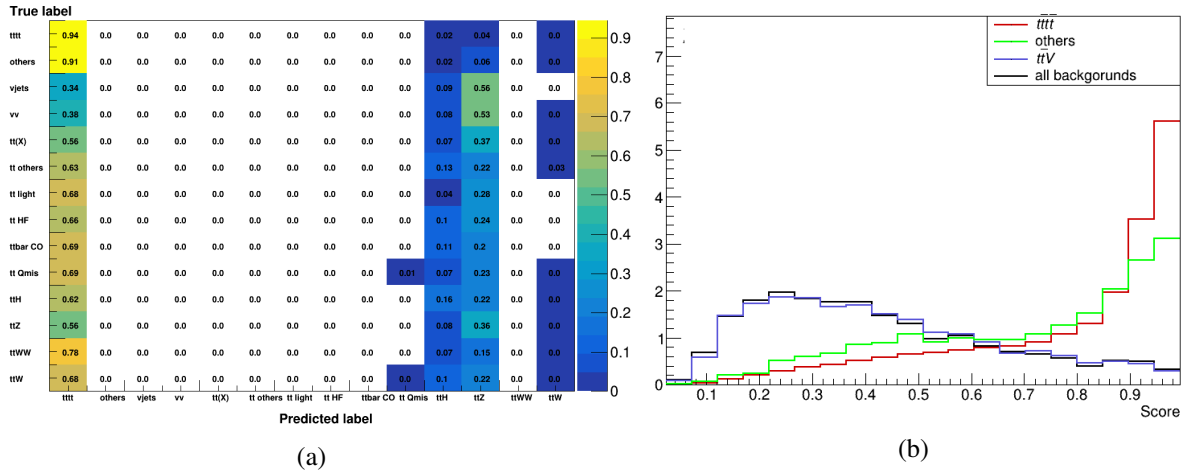 True label
tttt 0.94 0.0 0.0 0.0 0.0 0.0 0.0 0.0 0.0 0.0 0.02 0.04 0.0 0.0
others 0.91 0.0 0.0 0.0 0.0 0.0 0.0 0.0 0.0 0.0 0.02 0.06 0.0 0.0
vjets 0.34 0.0 0.0 0.0 0.0 0.0 0.0 0.0 0.0 0.0 0.09 0.56 0.0 0.0
vv 0.38 0.0 0.0 0.0 0.0 0.0 0.0 0.0 0.0 0.0 0.08 0.53 0.0 0.0
tt(X) 0.56 0.0 0.0 0.0 0.0 0.0 0.0 0.0 0.0 0.0 0.07 0.37 0.0 0.0
tt others 0.63 0.0 0.0 0.0 0.0 0.0 0.0 0.0 0.0 0.0 0.13 0.22 0.0 0.03
tt light 0.68 0.0 0.0 0.0 0.0 0.0 0.0 0.0 0.0 0.0 0.04 0.28 0.0 0.0
tt HF 0.66 0.0 0.0 0.0 0.0 0.0 0.0 0.0 0.0 0.0 0.1 0.24 0.0 0.0
ttbar CO 0.69 0.0 0.0 0.0 0.0 0.0 0.0 0.0 0.0 0.0 0.11 0.2 0.0 0.0
tt Qmis 0.69 0.0 0.0 0.0 0.0 0.0 0.0 0.0 0.0 0.01 0.07 0.23 0.0 0.0
ttH 0.62 0.0 0.0 0.0 0.0 0.0 0.0 0.0 0.0 0.0 0.16 0.22 0.0 0.0
ttZ 0.56 0.0 0.0 0.0 0.0 0.0 0.0 0.0 0.0 0.0 0.08 0.36 0.0 0.0
ttWW 0.78 0.0 0.0 0.0 0.0 0.0 0.0 0.0 0.0 0.0 0.07 0.15 0.0 0.0
ttW 0.68 0.0 0.0 0.0 0.0 0.0 0.0 0.0 0.0 0.0 0.1 0.22 0.0 0.0
tttt others vjets vv tt(X) tt others tt light tt HF ttbar CO tt Qmis ttH ttZ ttWW ttW
Predicted label
0.9
0.8
0.7
0.6
0.5
0.4
0.3
0.2
0.1
0
(a)
tt̄tt̄
others
tt̄V
all backgorunds
7
6
5
4
3
2
1
0
0.1 0.2 0.3 0.4 0.5 0.6 0.7 0.8 0.9
Score
(b)